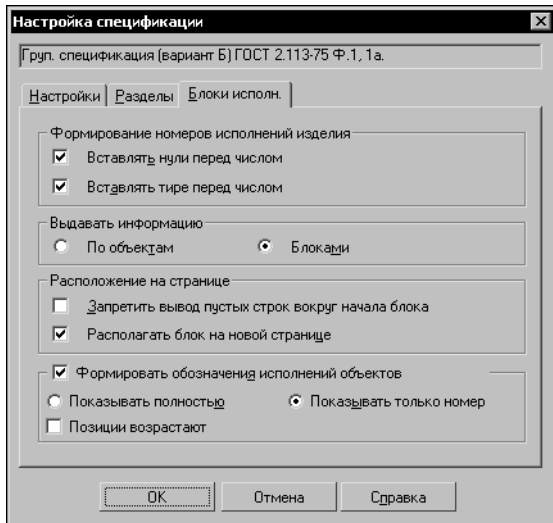 Настройка спецификации
Груп. спецификация (вариант Б) ГОСТ 2.113-75 Ф.1, 1а.
Настройки Разделы Блоки исполн.
Формирование номеров исполнений изделия
Вставлять нули перед числом
Вставлять тире перед числом
Выдавать информацию
По объектам Блоками
Расположение на странице
Запретить вывод пустых строк вокруг начала блока
Располагать блок на новой странице
Формировать обозначения исполнений объектов
Показывать полностью Показывать только номер
Позиции возрастают
OK Отмена Справка